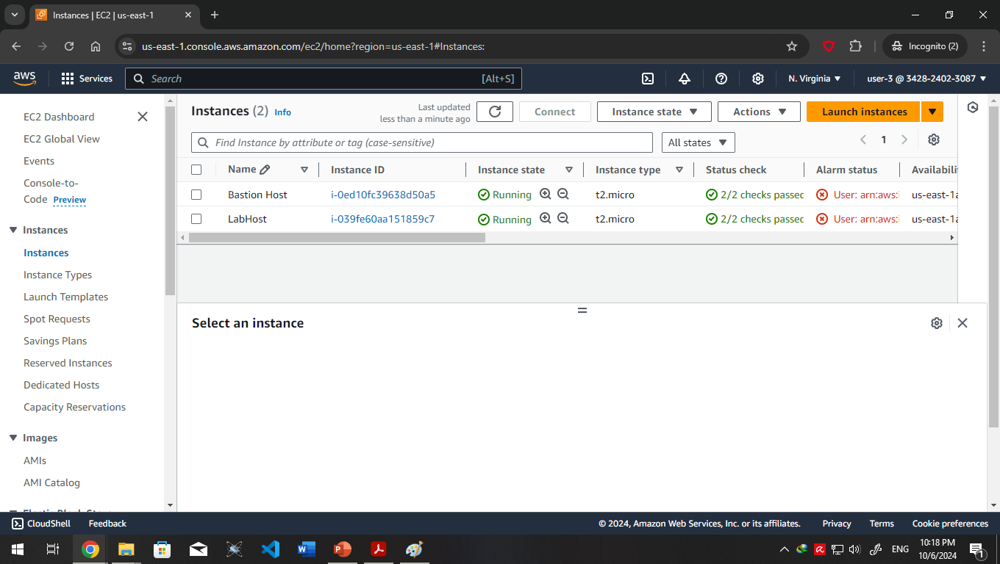 Instances | EC2 | us-east-1
us-east-1.console.aws.amazon.com/ec2/home?region=us-east-1#Instances:
Incognito (2)
aws
Services
Search
[Alt+S]
N. Virginia
user-3 @ 3428-2402-3087
EC2 Dashboard
EC2 Global View
Events
Console-to-
Code Preview
Instances
Instances
Instance Types
Launch Templates
Spot Requests
Savings Plans
Reserved Instances
Dedicated Hosts
Capacity Reservations
Images
AMIs
AMI Catalog
Elastic Block Store
Instances (2) Info
Last updated
less than a minute ago
Connect
Instance state
Actions
Launch instances
Find Instance by attribute or tag (case-sensitive)
All states
1
Name Instance ID Instance state Instance type Status check Alarm status Availabili
Bastion Host i-0ed10fc39638d50a5 Running t2.micro 2/2 checks passed User: arn:aws:i us-east-1a
LabHost i-039fe60aa151859c7 Running t2.micro 2/2 checks passed User: arn:aws:i us-east-1a
Select an instance
CloudShell Feedback © 2024, Amazon Web Services, Inc. or its affiliates. Privacy Terms Cookie preferences
ENG
10:18 PM
10/6/2024
1